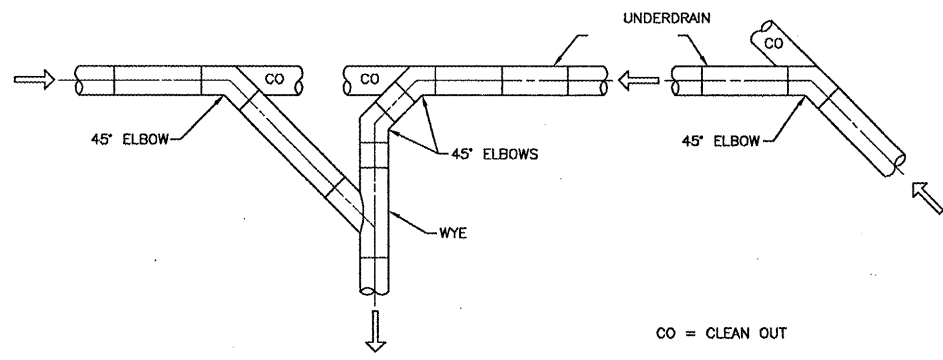 UNDERDRAIN
CO
CO
CO
45° ELBOW
45° ELBOWS
45° ELBOW
WYE
CO = CLEAN OUT